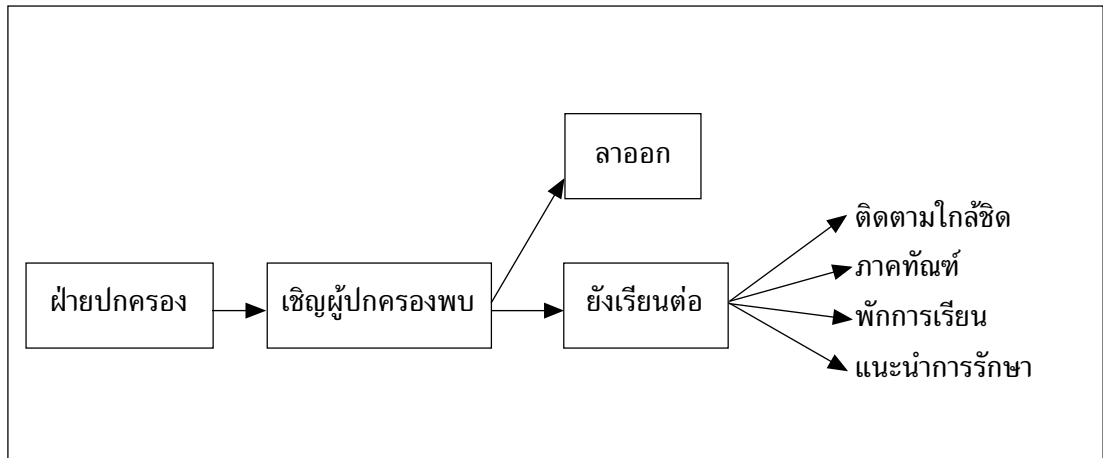 ลาออก
ฝ่ายปกครอง
เชิญผู้ปกครองพบ
ยังเรียนต่อ
ติดตามใกล้ชิด
ภาคทัณฑ์
พักการเรียน
แนะนำการรักษา